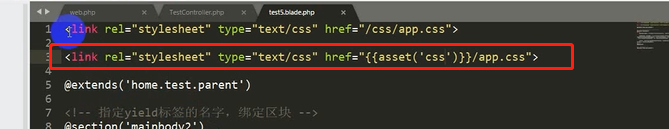 web.php TestController.php test5.blade.php
1 <link rel="stylesheet" type="text/css" href="/css/app.css">
2
3 <link rel="stylesheet" type="text/css" href="{{asset('css')}}/app.css">
4
5 @extends('home.test.parent')
6
7 <!-- 指定yield标签的名字，绑定区块 -->
8 @section('mainbody2')